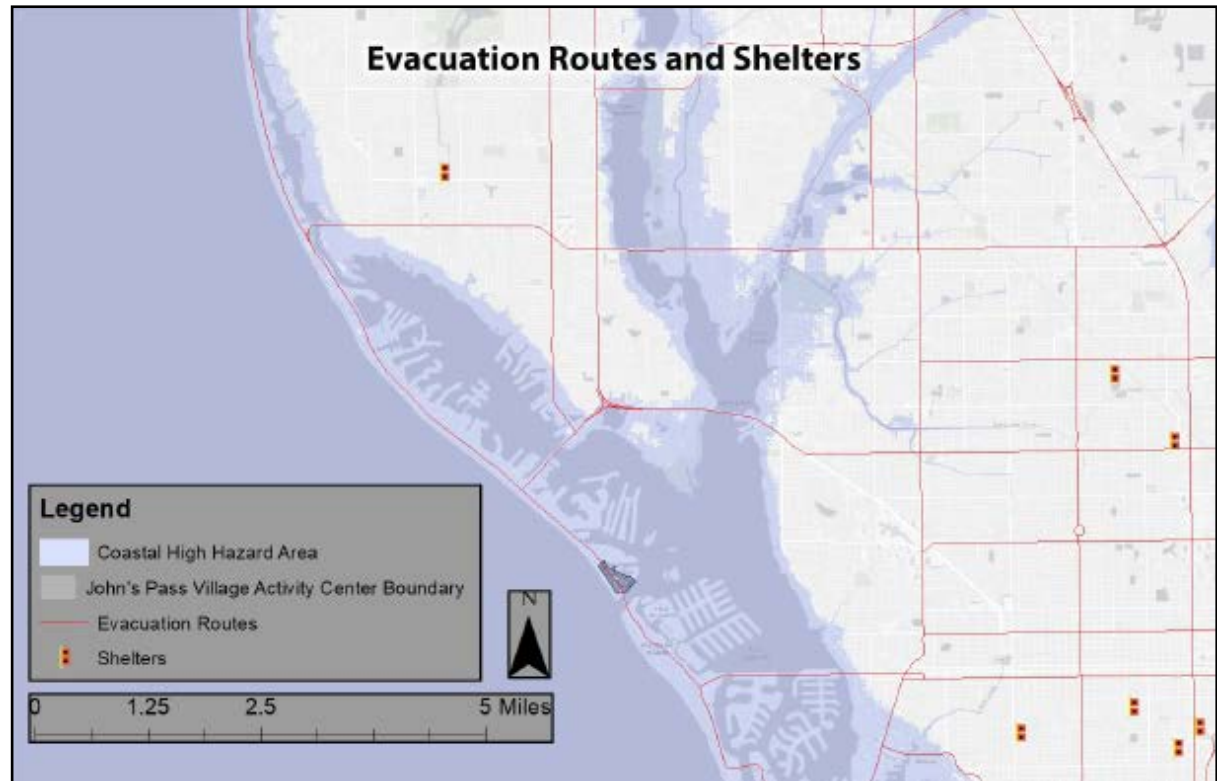 Evacuation Routes and Shelters
Legend
Coastal High Hazard Area
John's Pass Village Activity Center Boundary
Evacuation Routes
Shelters
N
0 1.25 2.5 5 Miles